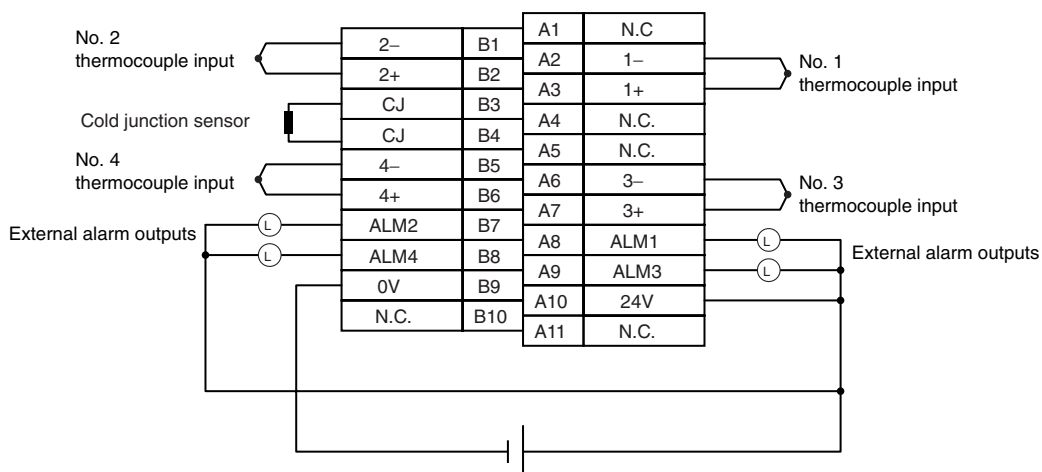 No. 2
thermocouple input
Cold junction sensor
No. 4
thermocouple input
External alarm outputs
L
L
2– B1
2+ B2
CJ B3
CJ B4
4– B5
4+ B6
ALM2 B7
ALM4 B8
0V B9
N.C. B10
A1 N.C
A2 1–
A3 1+
A4 N.C.
A5 N.C.
A6 3–
A7 3+
A8 ALM1
A9 ALM3
A10 24V
A11 N.C.
No. 1
thermocouple input
No. 3
thermocouple input
L
L
External alarm outputs